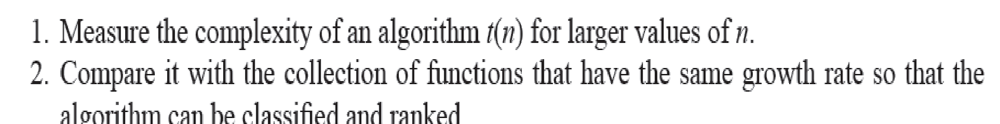 1. Measure the complexity of an algorithm t(n) for larger values of n.
2. Compare it with the collection of functions that have the same growth rate so that the
algorithm can be classified and ranked